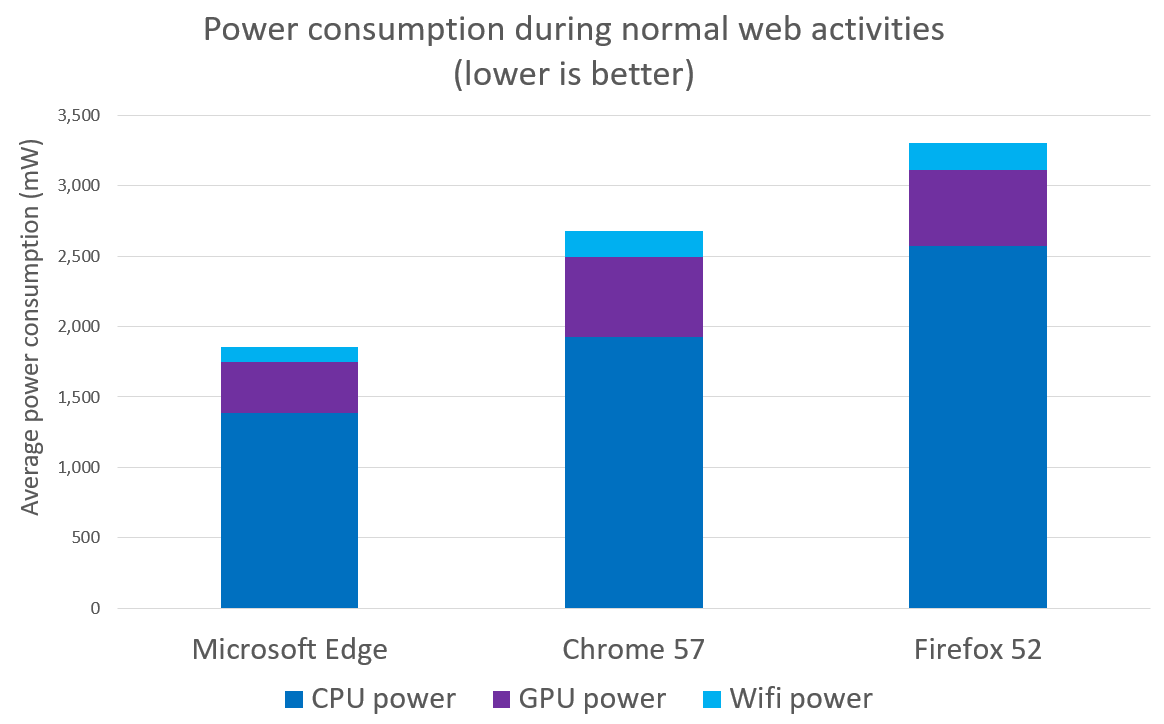 Power consumption during normal web activities
(lower is better)
Average power consumption (mW)
3,500
3,000
2,500
2,000
1,500
1,000
500
0
Microsoft Edge Chrome 57 Firefox 52
CPU power GPU power Wifi power